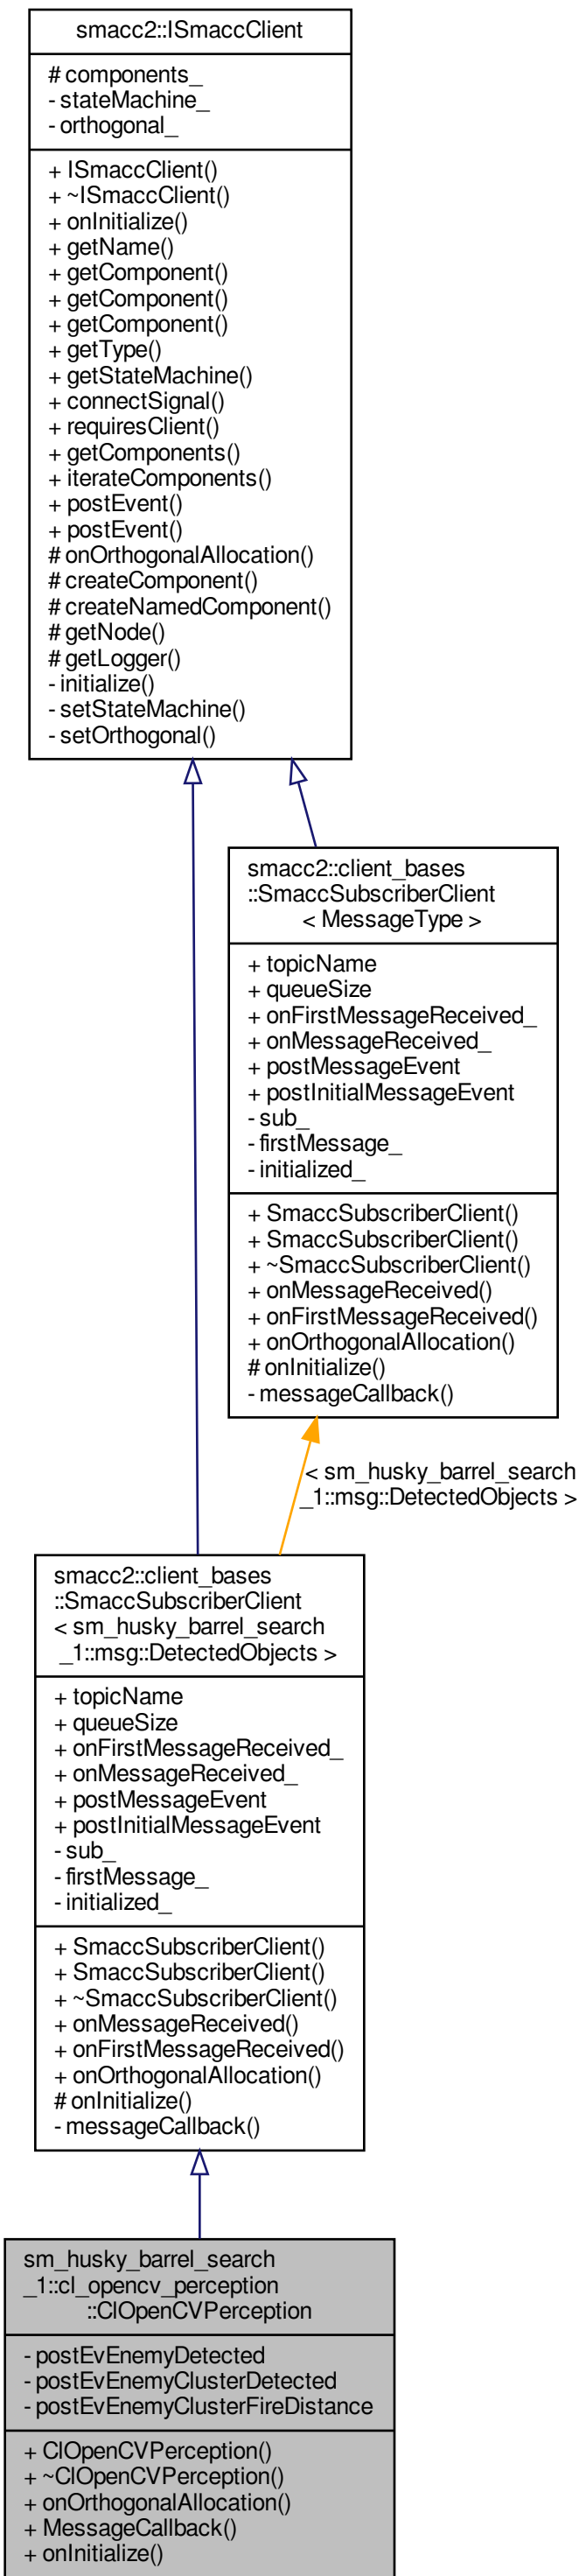 smacc2::ISmaccClient
# components_
- stateMachine_
- orthogonal_
+ ISmaccClient()
+ ~ISmaccClient()
+ onInitialize()
+ getName()
+ getComponent()
+ getComponent()
+ getComponent()
+ getType()
+ getStateMachine()
+ connectSignal()
+ requiresClient()
+ getComponents()
+ iterateComponents()
+ postEvent()
+ postEvent()
# onOrthogonalAllocation()
# createComponent()
# createNamedComponent()
# getNode()
# getLogger()
- initialize()
- setStateMachine()
- setOrthogonal()
smacc2::client_bases
::SmaccSubscriberClient
< MessageType >
+ topicName
+ queueSize
+ onFirstMessageReceived_
+ onMessageReceived_
+ postMessageEvent
+ postInitialMessageEvent
- sub_
- firstMessage_
- initialized_
+ SmaccSubscriberClient()
+ SmaccSubscriberClient()
+ ~SmaccSubscriberClient()
+ onMessageReceived()
+ onFirstMessageReceived()
+ onOrthogonalAllocation()
# onInitialize()
- messageCallback()
< sm_husky_barrel_search
_1::msg::DetectedObjects >
smacc2::client_bases
::SmaccSubscriberClient
< sm_husky_barrel_search
_1::msg::DetectedObjects >
+ topicName
+ queueSize
+ onFirstMessageReceived_
+ onMessageReceived_
+ postMessageEvent
+ postInitialMessageEvent
- sub_
- firstMessage_
- initialized_
+ SmaccSubscriberClient()
+ SmaccSubscriberClient()
+ ~SmaccSubscriberClient()
+ onMessageReceived()
+ onFirstMessageReceived()
+ onOrthogonalAllocation()
# onInitialize()
- messageCallback()
sm_husky_barrel_search
_1::cl_opencv_perception
::ClOpenCVPerception
- postEvEnemyDetected
- postEvEnemyClusterDetected
- postEvEnemyClusterFireDistance
+ ClOpenCVPerception()
+ ~ClOpenCVPerception()
+ onOrthogonalAllocation()
+ MessageCallback()
+ onInitialize()